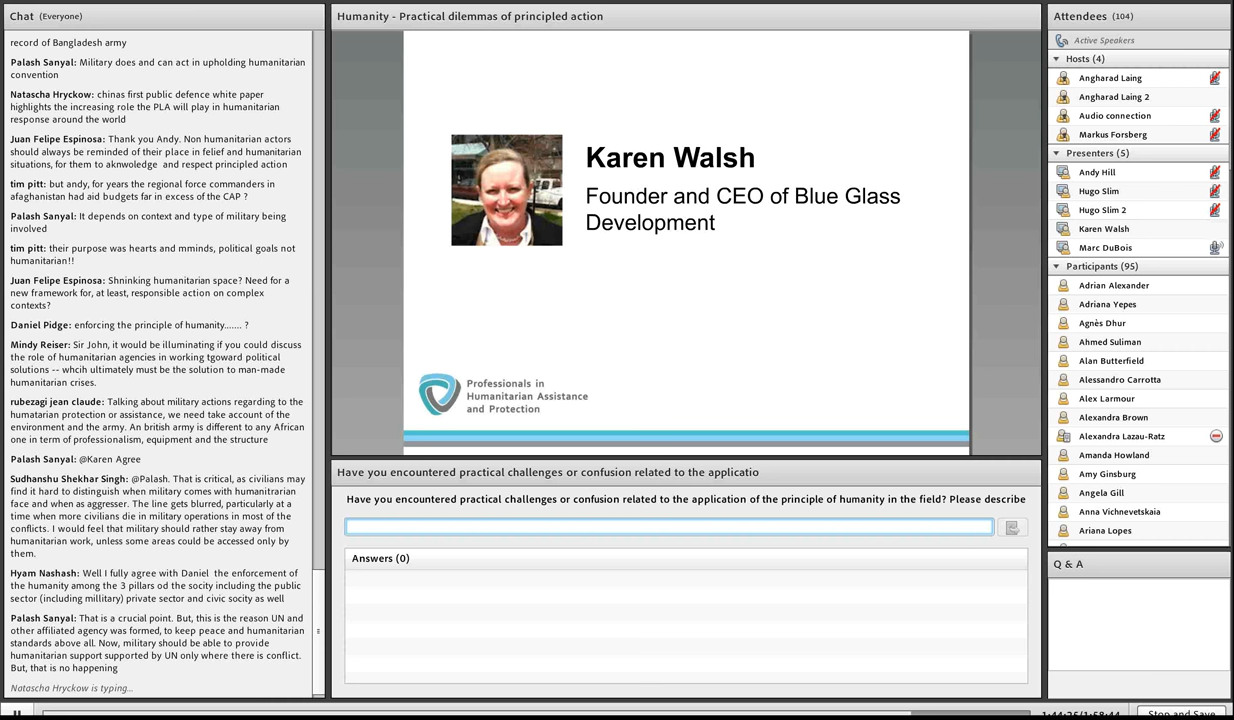 Chat (Everyone)
record of Bangladesh army
Palash Sanyal: Military does and can act in upholding humanitarian
convention
Natascha Hryckow: chinas first public defence white paper
highlights the increasing role the PLA will play in humanitarian
response around the world
Juan Felipe Espinosa: Thank you Andy. Non humanitarian actors
should always be reminded of their place in felief and humanitarian
situations, for them to aknwoledge and respect principled action
tim pitt: but andy, for years the regional force commanders in
afaghanistan had aid budgets far in excess of the CAP ?
Palash Sanyal: It depends on context and type of military being
involved
tim pitt: their purpose was hearts and mminds, political goals not
humanitarian!!
Juan Felipe Espinosa: Shninking humanitarian space? Need for a
new framework for, at least, responsible action on complex
contexts?
Daniel Pidge: enforcing the principle of humanity....... ?
Mindy Reiser: Sir John, it would be illuminating if you could discuss
the role of humanitarian agencies in working tgoward political
solutions -- whcih ultimately must be the solution to man-made
humanitarian crises.
rubezagi jean claude: Talking about military actions regarding to the
humatarian protection or assistance, we need take account of the
environment and the army. An british army is different to any African
one in term of professionalism, equipment and the structure
Palash Sanyal: @Karen Agree
Sudhanshu Shekhar Singh: @Palash. That is critical, as civilians may
find it hard to distinguish when military comes with humanitrarian
face and when as aggresser. The line gets blurred, particularly at a
time when more civilians die in military operations in most of the
conflicts. I would feel that military should rather stay away from
humanitarian work, unless some areas could be accessed only by
them.
Hyam Nashash: Well I fully agree with Daniel the enforcement of
the humanity among the 3 pillars od the socity including the public
sector (including millitary) private sector and civic socity as well
Palash Sanyal: That is a crucial point. But, this is the reason UN and
other affiliated agency was formed, to keep peace and humanitarian
standards above all. Now, military should be able to provide
humanitarian support supported by UN only where there is conflict.
But, that is no happening
Natascha Hryckow is typing...
Humanity - Practical dilemmas of principled action
Karen Walsh
Founder and CEO of Blue Glass
Development
Professionals in
Humanitarian Assistance
and Protection
Have you encountered practical challenges or confusion related to the applicatio
Have you encountered practical challenges or confusion related to the application of the principle of humanity in the field? Please describe
Answers (0)
Attendees (104)
Active Speakers
Hosts (4)
Angharad Laing
Angharad Laing 2
Audio connection
Markus Forsberg
Presenters (5)
Andy Hill
Hugo Slim
Hugo Slim 2
Karen Walsh
Marc DuBois
Participants (95)
Adrian Alexander
Adriana Yepes
Agnès Dhur
Ahmed Suliman
Alan Butterfield
Alessandro Carrotta
Alex Larmour
Alexandra Brown
Alexandra Lazau-Ratz
Amanda Howland
Amy Ginsburg
Angela Gill
Anna Vichnevetskaia
Ariana Lopes
Q & A
1:44:26/1:58:44
Stop and Save